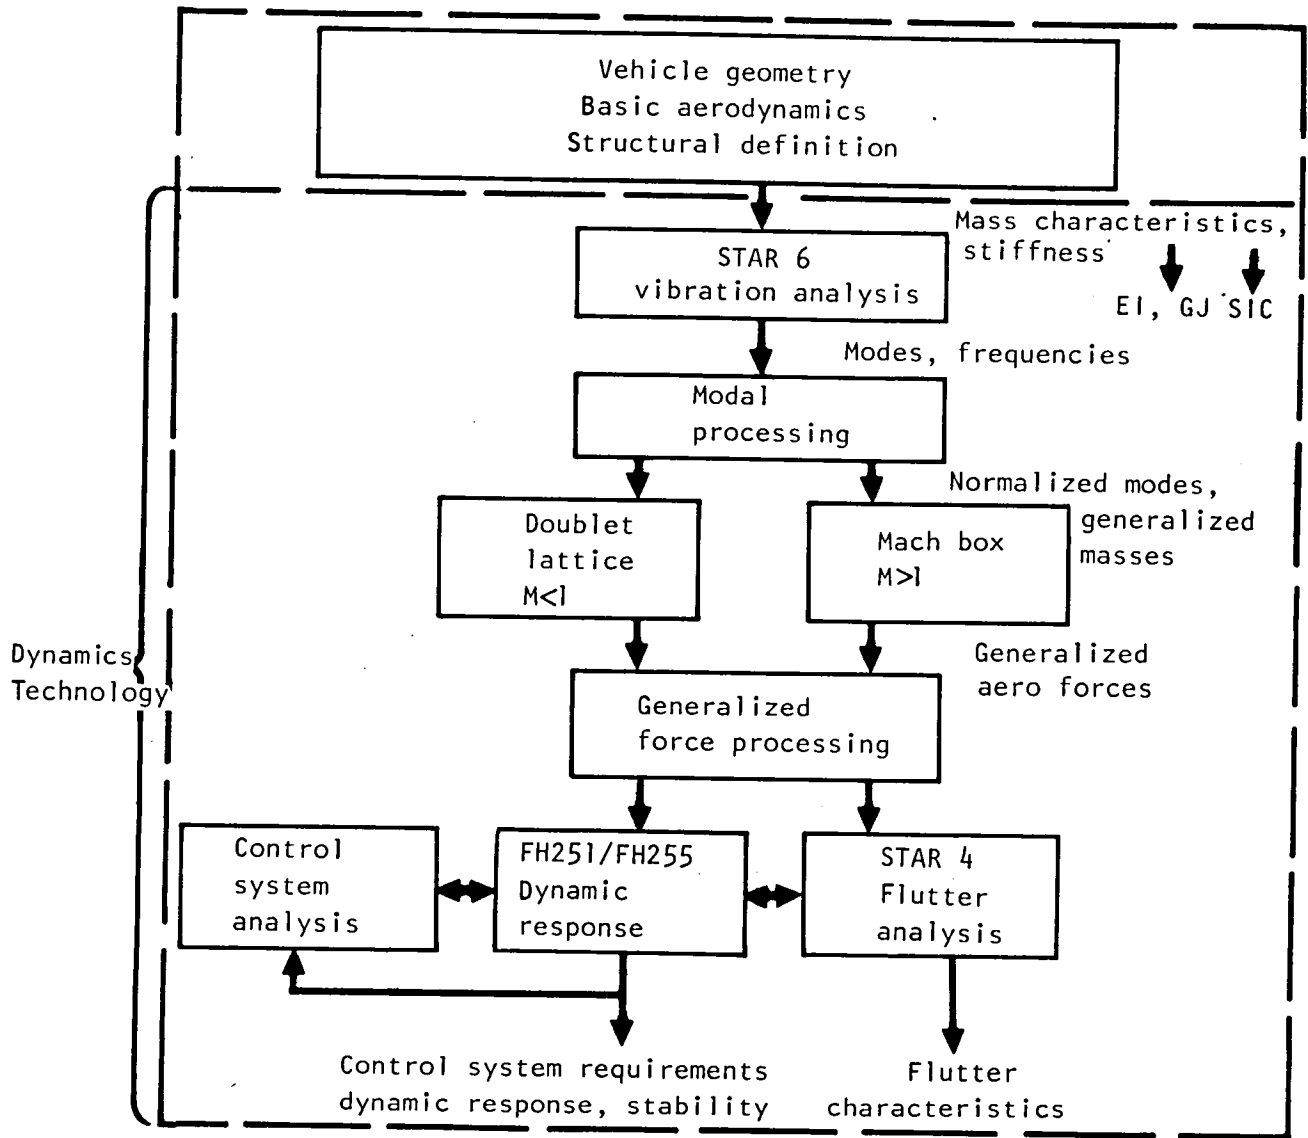 Vehicle geometry
Basic aerodynamics
Structural definition
Mass characteristics,
stiffness
EI, GJ SIC
STAR 6
vibration analysis
Modes, frequencies
Modal
processing
Normalized modes,
generalized
masses
Doublet
lattice
M<1
Mach box
M>1
Dynamics
Technology
Generalized
aero forces
Generalized
force processing
Control
system
analysis
FH251/FH255
Dynamic
response
STAR 4
Flutter
analysis
Control system requirements
dynamic response, stability
Flutter
characteristics